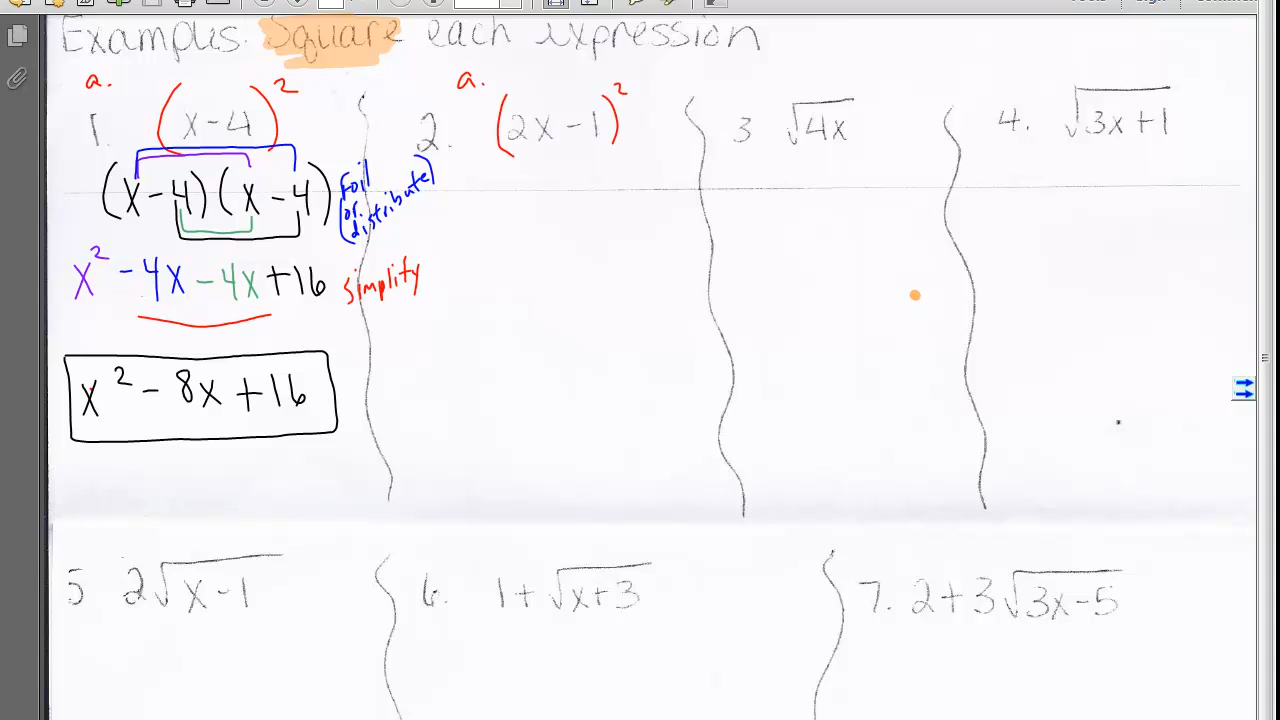 Examples: Square each expression
a.
1. (x-4)²
(x-4)(x-4) Foil (or distribute)
x² -4x -4x +16 simplify
x² - 8x + 16
a.
2. (2x-1)²
3 √4x
4. √3x+1
5 2√x-1
6. 1+√x+3
7. 2+3√3x-5